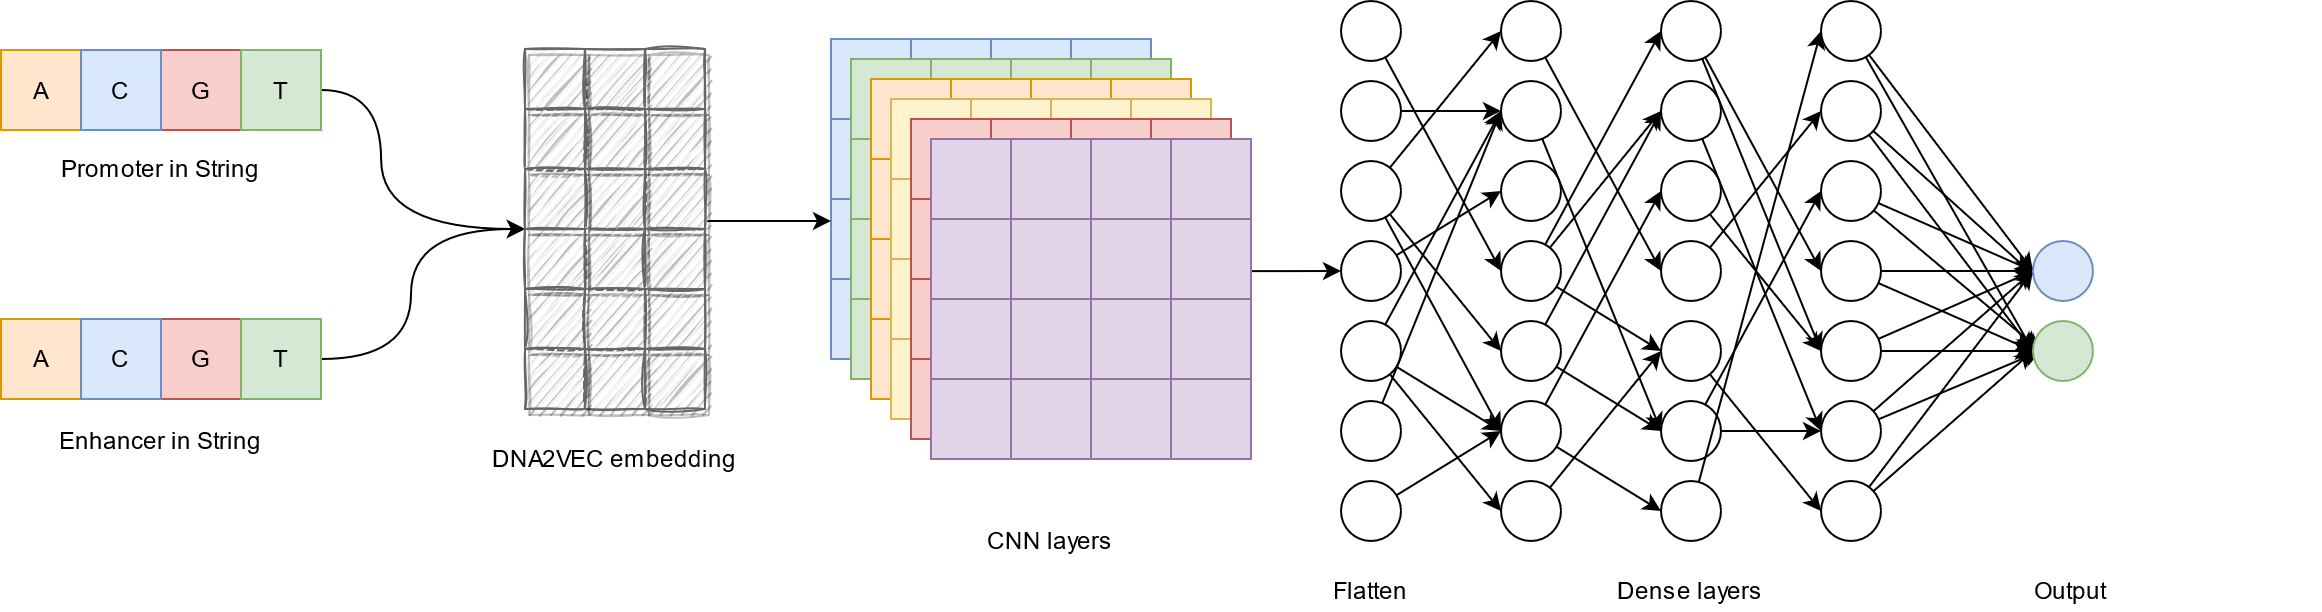 A C G T
Promoter in String
A C G T
Enhancer in String
DNA2VEC embedding
CNN layers
Flatten
Dense layers
Output